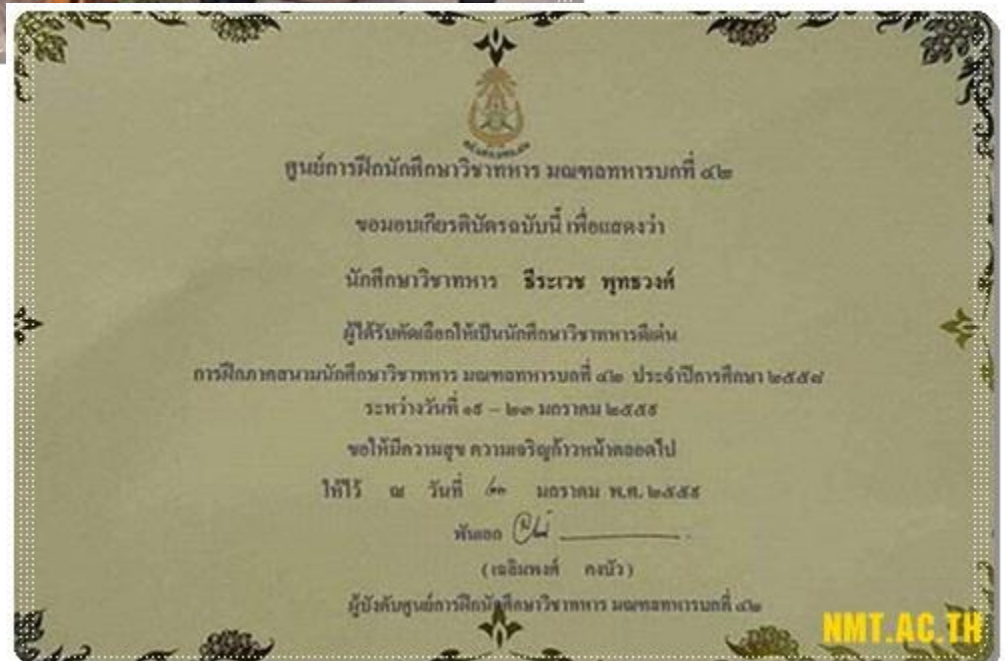 ศูนย์การฝึกนักศึกษาวิชาทหาร มณฑลทหารบกที่ ๔๒
ขอมอบเกียรติบัตรฉบับนี้ เพื่อแสดงว่า
นักศึกษาวิชาทหาร ธีระเวช พุทธวงค์
ผู้ได้รับคัดเลือกให้เป็นนักศึกษาวิชาทหารดีเด่น
การฝึกภาคสนามนักศึกษาวิชาทหาร มณฑลทหารบกที่ ๔๒ ประจำปีการศึกษา ๒๕๕๘
ระหว่างวันที่ ๑๙ – ๒๓ มกราคม ๒๕๕๙
ขอให้มีความสุข ความเจริญก้าวหน้าตลอดไป
ให้ไว้ ณ วันที่ มกราคม พ.ศ. ๒๕๕๙
พันเอก
(เฉลิมพงศ์ คงบัว)
ผู้บังคับศูนย์การฝึกนักศึกษาวิชาทหาร มณฑลทหารบกที่ ๔๒
NMT.AC.TH